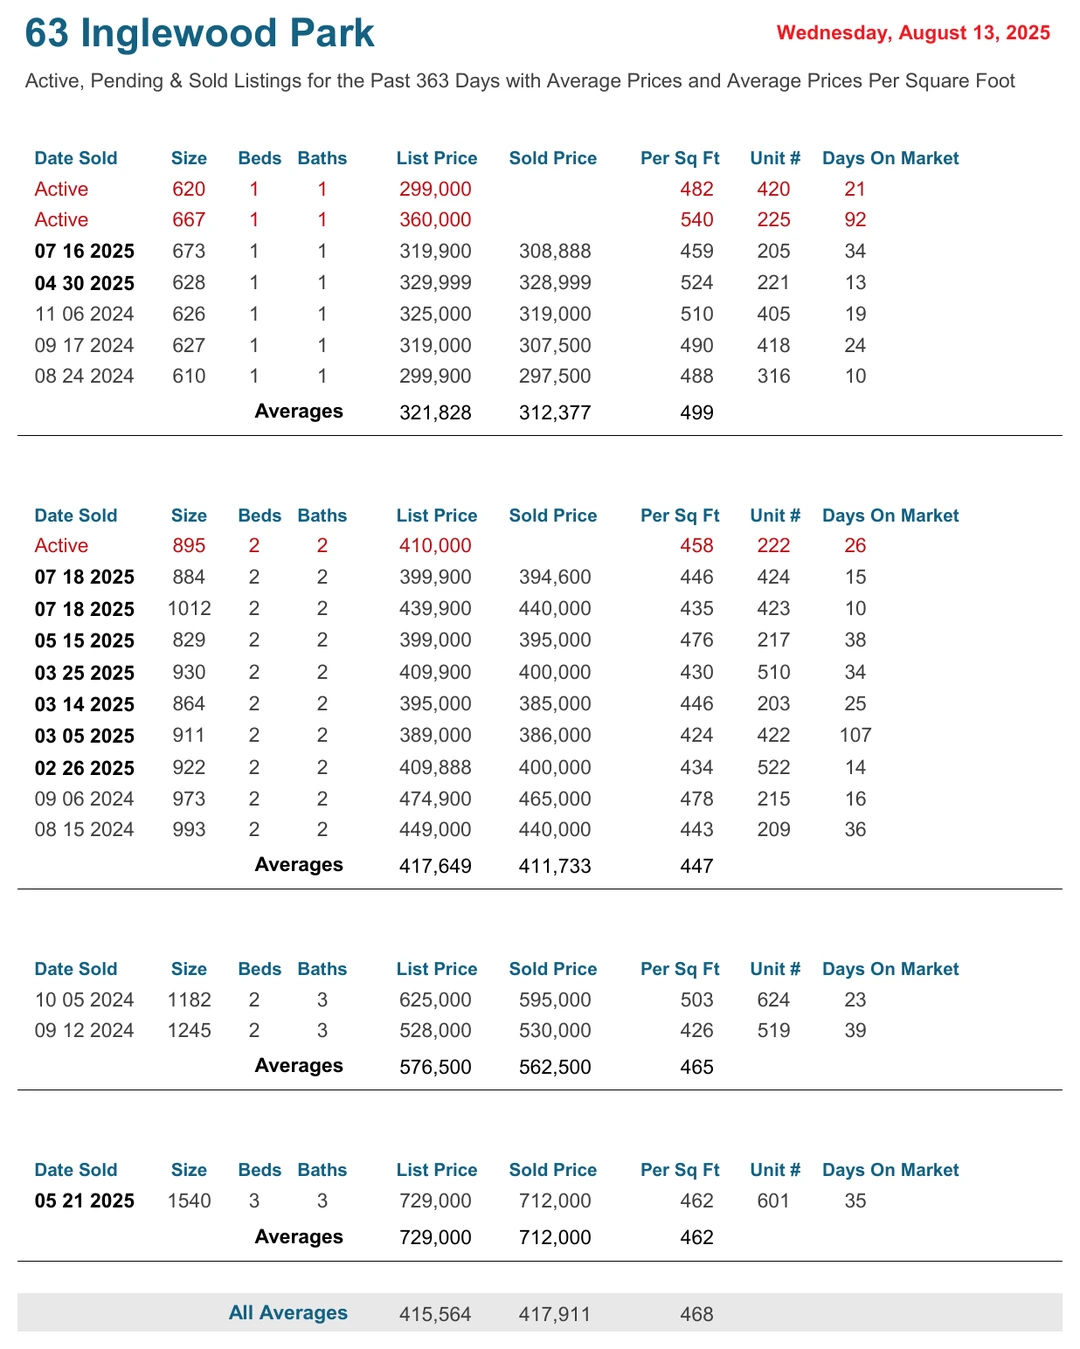 63 Inglewood Park
Wednesday, August 13, 2025
Active, Pending & Sold Listings for the Past 363 Days with Average Prices and Average Prices Per Square Foot
Date Sold Size Beds Baths List Price Sold Price Per Sq Ft Unit # Days On Market
Active 620 1 1 299,000 482 420 21
Active 667 1 1 360,000 540 225 92
07 16 2025 673 1 1 319,900 308,888 459 205 34
04 30 2025 628 1 1 329,999 328,999 524 221 13
11 06 2024 626 1 1 325,000 319,000 510 405 19
09 17 2024 627 1 1 319,000 307,500 490 418 24
08 24 2024 610 1 1 299,900 297,500 488 316 10
Averages 321,828 312,377 499
Date Sold Size Beds Baths List Price Sold Price Per Sq Ft Unit # Days On Market
Active 895 2 2 410,000 458 222 26
07 18 2025 884 2 2 399,900 394,600 446 424 15
07 18 2025 1012 2 2 439,900 440,000 435 423 10
05 15 2025 829 2 2 399,000 395,000 476 217 38
03 25 2025 930 2 2 409,900 400,000 430 510 34
03 14 2025 864 2 2 395,000 385,000 446 203 25
03 05 2025 911 2 2 389,000 386,000 424 422 107
02 26 2025 922 2 2 409,888 400,000 434 522 14
09 06 2024 973 2 2 474,900 465,000 478 215 16
08 15 2024 993 2 2 449,000 440,000 443 209 36
Averages 417,649 411,733 447
Date Sold Size Beds Baths List Price Sold Price Per Sq Ft Unit # Days On Market
10 05 2024 1182 2 3 625,000 595,000 503 624 23
09 12 2024 1245 2 3 528,000 530,000 426 519 39
Averages 576,500 562,500 465
Date Sold Size Beds Baths List Price Sold Price Per Sq Ft Unit # Days On Market
05 21 2025 1540 3 3 729,000 712,000 462 601 35
Averages 729,000 712,000 462
All Averages 415,564 417,911 468